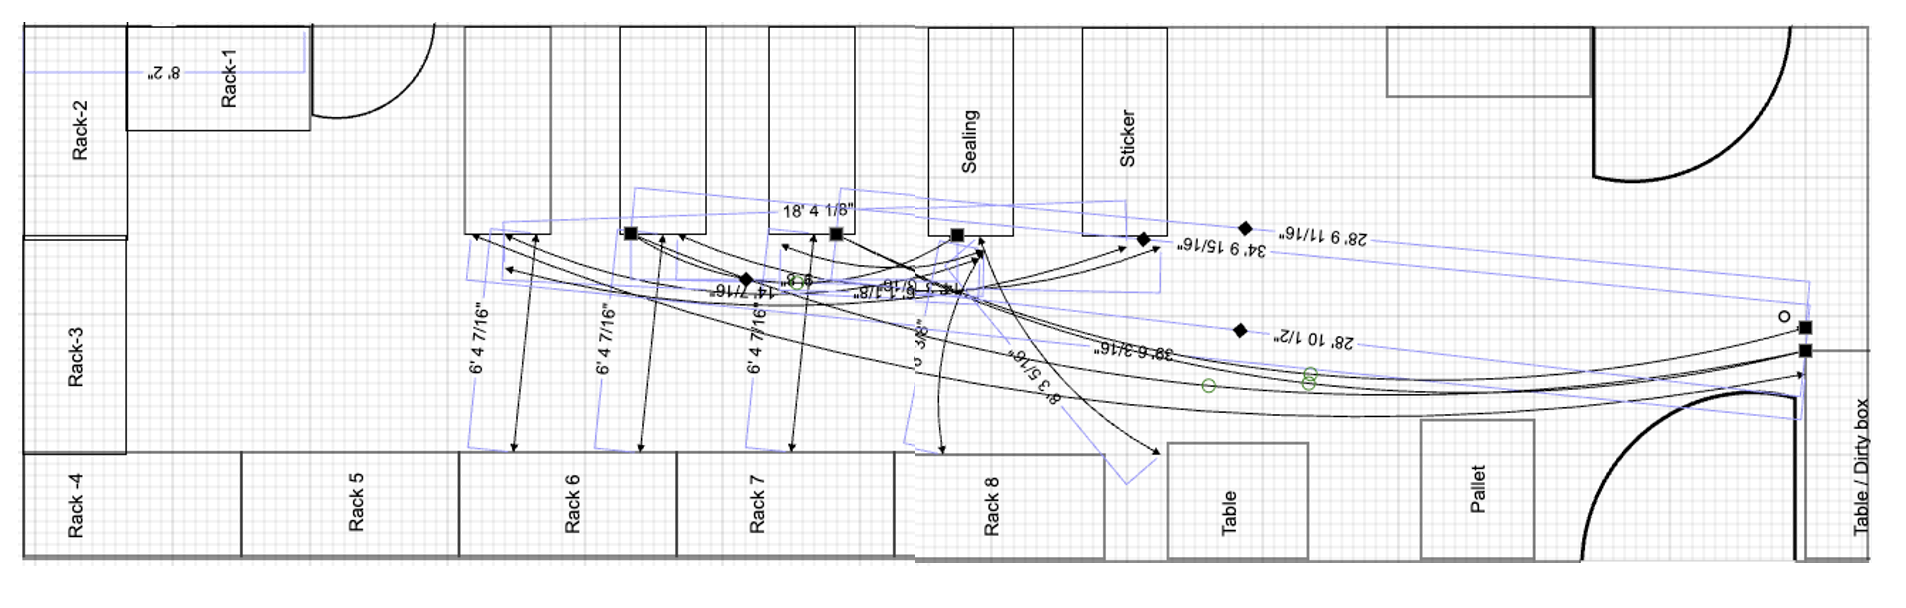 8' 2"
Rack-1
Rack-2
Sealing
Sticker
18' 4 1/8"
28' 9 11/16"
34' 9 15/16"
14' 7/16"
6' 4 7/16"
6' 4 7/16"
6' 4 7/16"
3/8"
8' 3 5/16"
39' 6 3/16"
28' 10 1/2"
Rack-3
Rack -4
Rack 5
Rack 6
Rack 7
Rack 8
Table
Pallet
Table / Dirty box